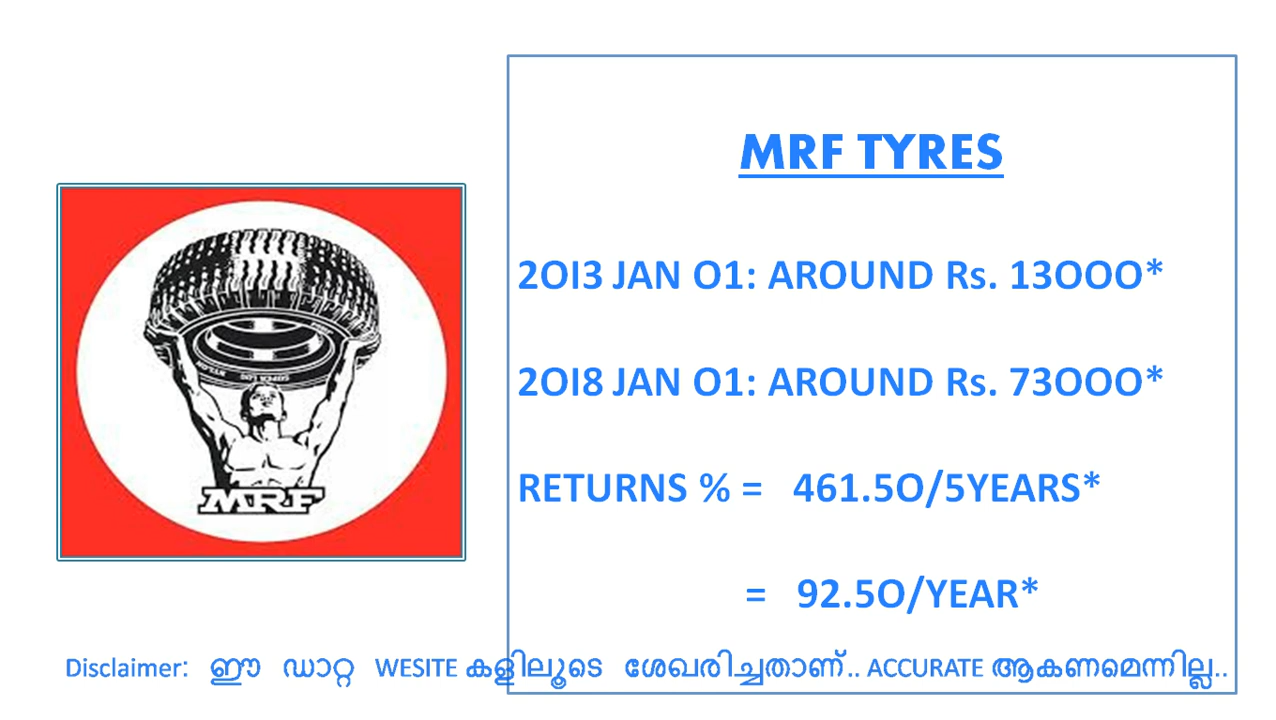 MRF TYRES
2OI3 JAN O1: AROUND Rs. 13OOO*
2OI8 JAN O1: AROUND Rs. 73OOO*
RETURNS % = 461.5O/5YEARS*
= 92.5O/YEAR*
MRF
Disclaimer: ഈ ഡാറ്റ WESITE കളിലൂടെ ശേഖരിച്ചതാണ്.. ACCURATE ആകണമെന്നില്ല..